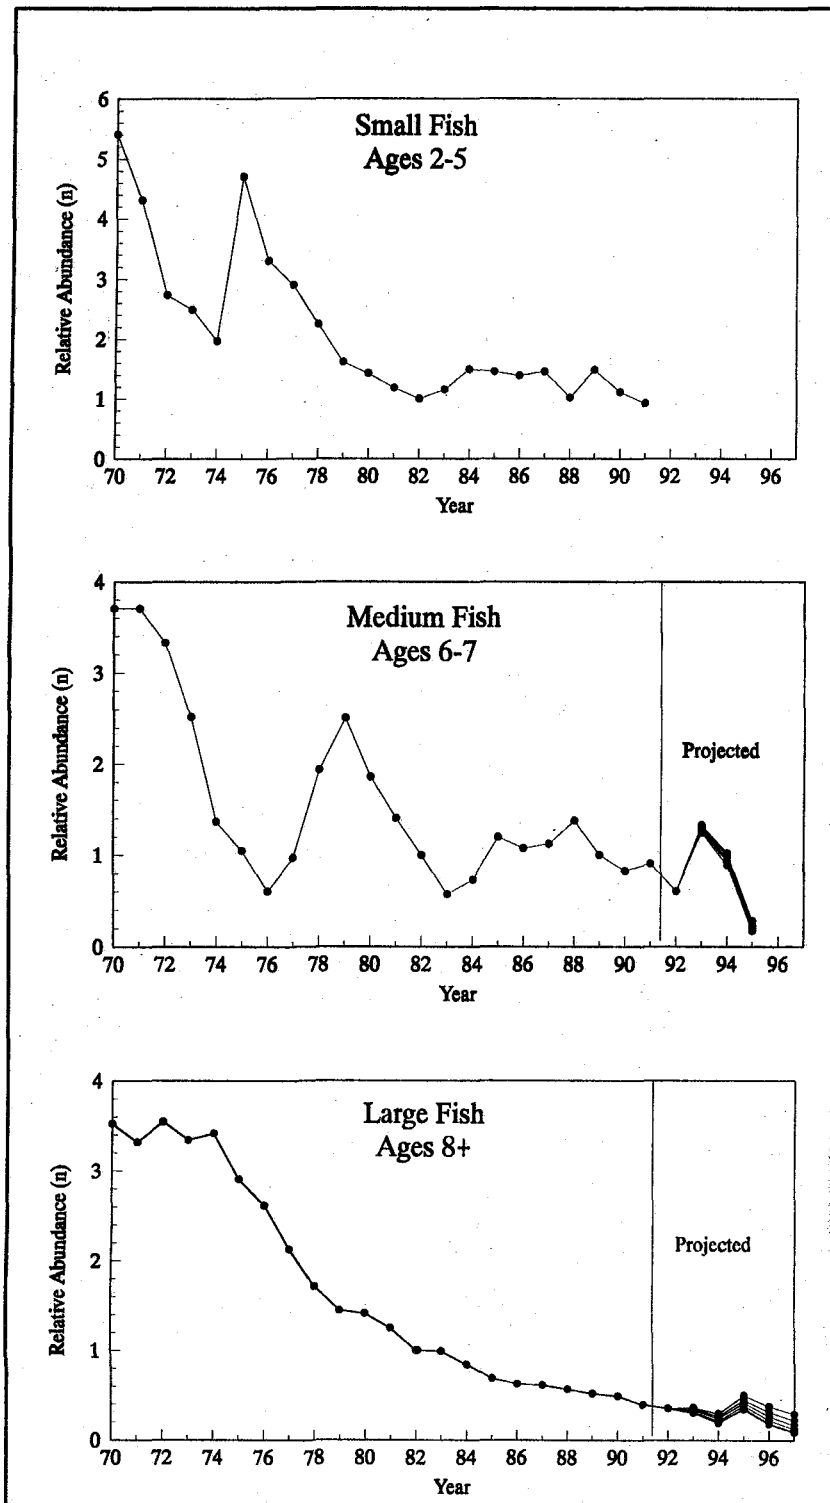 Small Fish
Ages 2-5
Relative Abundance (n)
6
5
4
3
2
1
0
70 72 74 76 78 80 82 84 86 88 90 92 94 96
Year
Medium Fish
Ages 6-7
Relative Abundance (n)
4
3
2
1
0
Projected
70 72 74 76 78 80 82 84 86 88 90 92 94 96
Year
Large Fish
Ages 8+
Relative Abundance (n)
4
3
2
1
0
Projected
70 72 74 76 78 80 82 84 86 88 90 92 94 96
Year